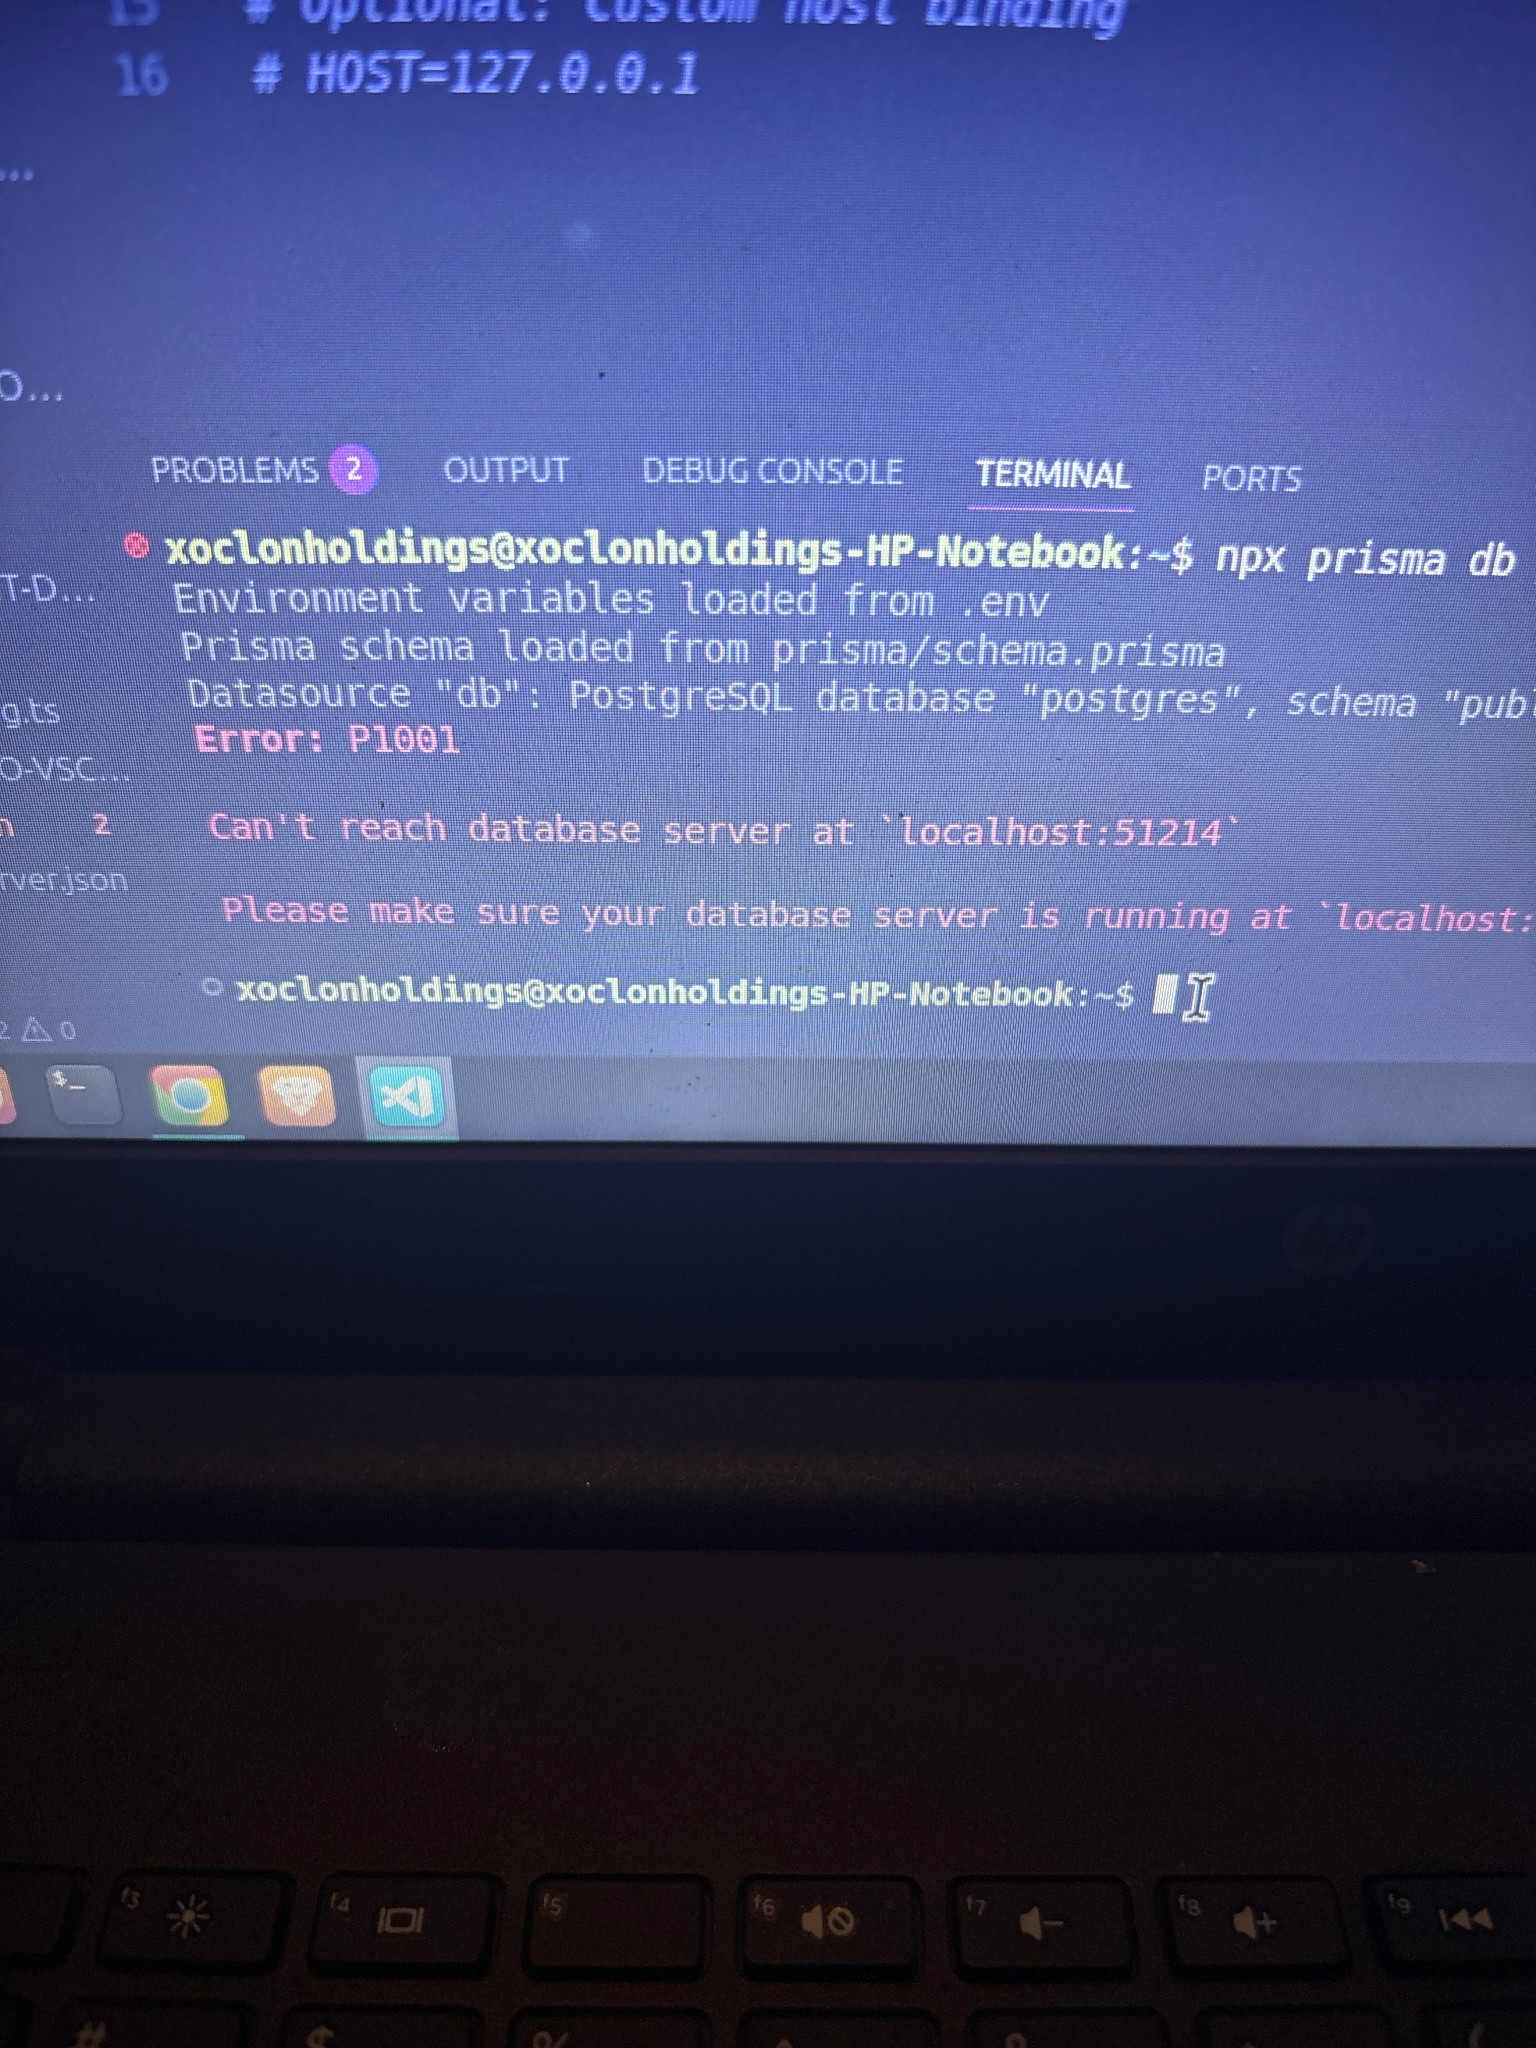 15 # Optional: Custom host binding
16 # HOST=127.0.0.1
...
O...
PROBLEMS 2 OUTPUT DEBUG CONSOLE TERMINAL PORTS
xoclonholdings@xoclonholdings-HP-Notebook:~$ npx prisma db
T-D...
Environment variables loaded from .env
Prisma schema loaded from prisma/schema.prisma
g.ts
Datasource "db": PostgreSQL database "postgres", schema "pub
Error: P1001
O-VSC...
n 2
Can't reach database server at `localhost:51214`
rver.json
Please make sure your database server is running at `localhost:
xoclonholdings@xoclonholdings-HP-Notebook:~$
2 0
$_
hp
f3 f4 f5 f6 f7 f8 f9
# $ %